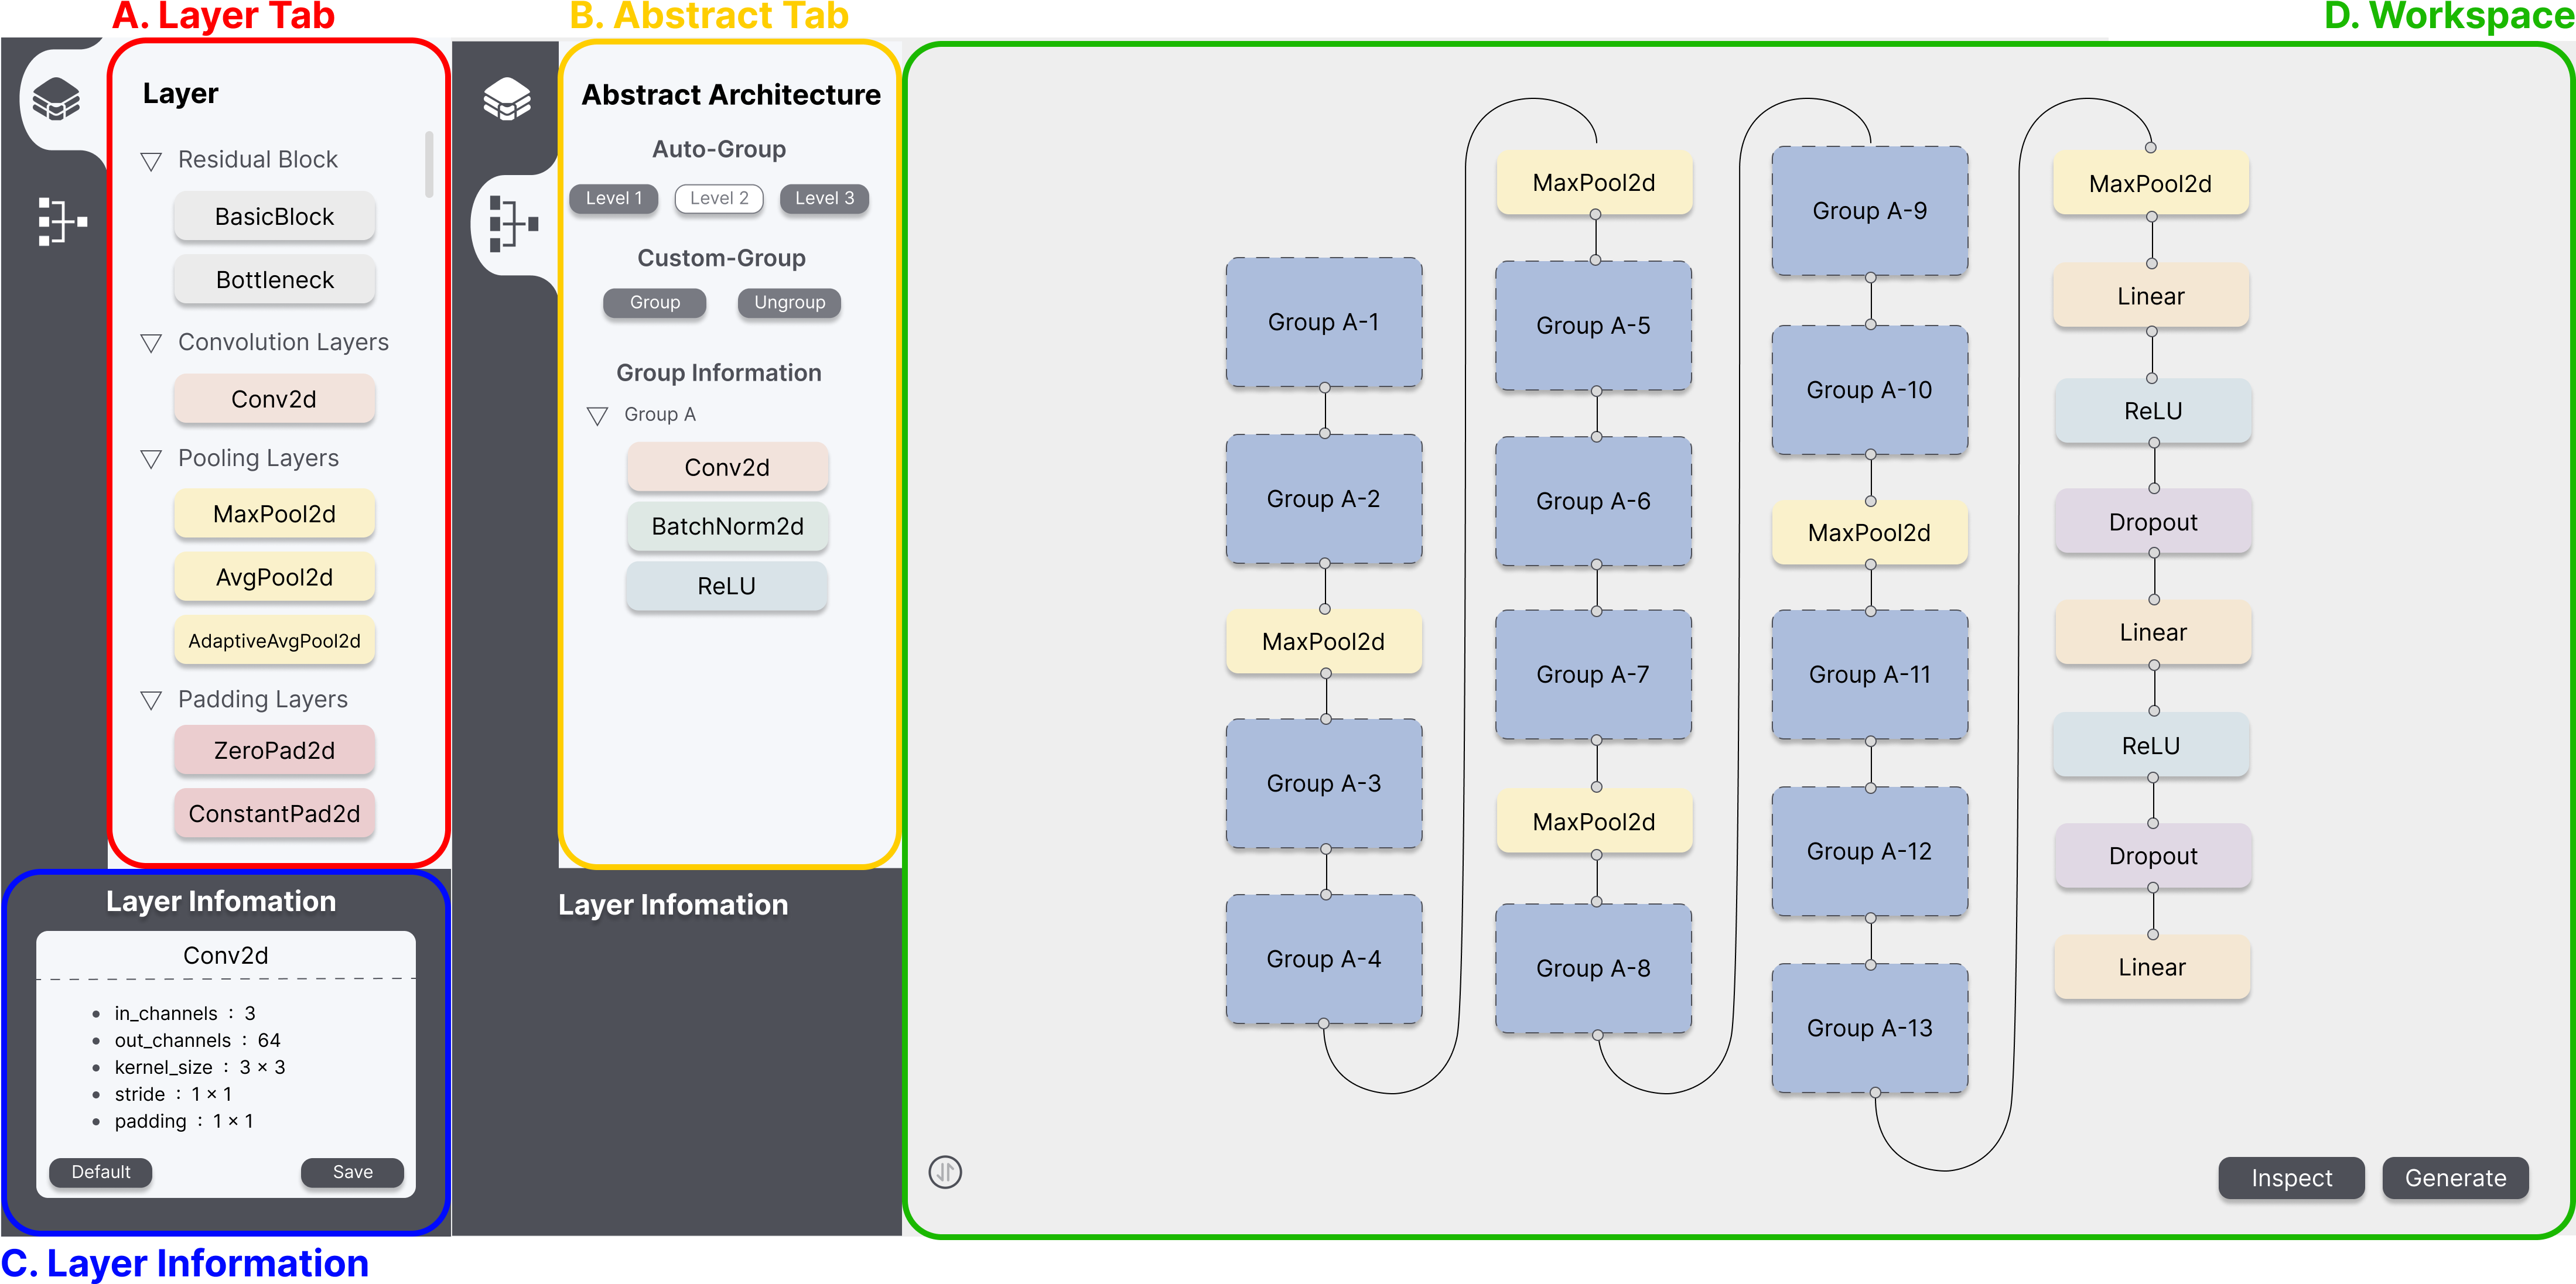 A. Layer Tab
B. Abstract Tab
D. Workspace
Layer
Residual Block
BasicBlock
Bottleneck
Convolution Layers
Conv2d
Pooling Layers
MaxPool2d
AvgPool2d
AdaptiveAvgPool2d
Padding Layers
ZeroPad2d
ConstantPad2d
Layer Infomation
Conv2d
in_channels : 3
out_channels : 64
kernel_size : 3 × 3
stride : 1 × 1
padding : 1 × 1
Default
Save
C. Layer Information
Abstract Architecture
Auto-Group
Level 1
Level 2
Level 3
Custom-Group
Group
Ungroup
Group Information
Group A
Conv2d
BatchNorm2d
ReLU
Layer Infomation
Group A-1
Group A-2
MaxPool2d
Group A-3
Group A-4
MaxPool2d
Group A-5
Group A-6
Group A-7
MaxPool2d
Group A-8
Group A-9
Group A-10
MaxPool2d
Group A-11
Group A-12
Group A-13
MaxPool2d
Linear
ReLU
Dropout
Linear
ReLU
Dropout
Linear
Inspect
Generate